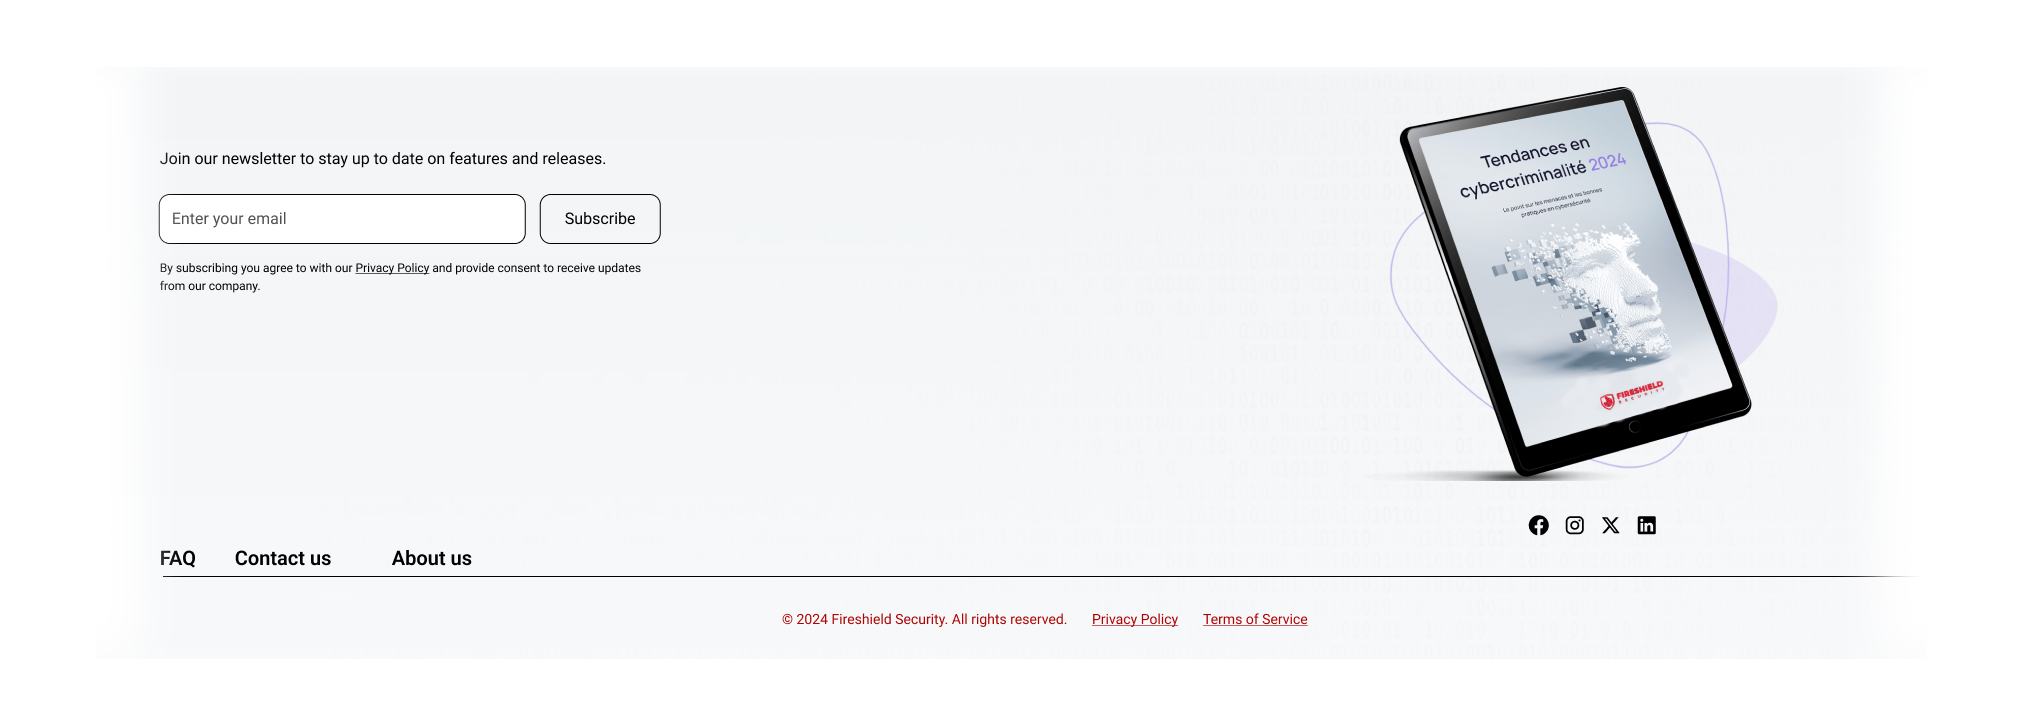 Join our newsletter to stay up to date on features and releases.
Enter your email
Subscribe
By subscribing you agree to with our Privacy Policy and provide consent to receive updates
from our company.
Tendances en
cybercriminalité 2024
Le point sur les menaces et les bonnes
pratiques en cybersécurité
FIRESHIELD
SECURITY
FAQ
Contact us
About us
© 2024 Fireshield Security. All rights reserved.
Privacy Policy
Terms of Service